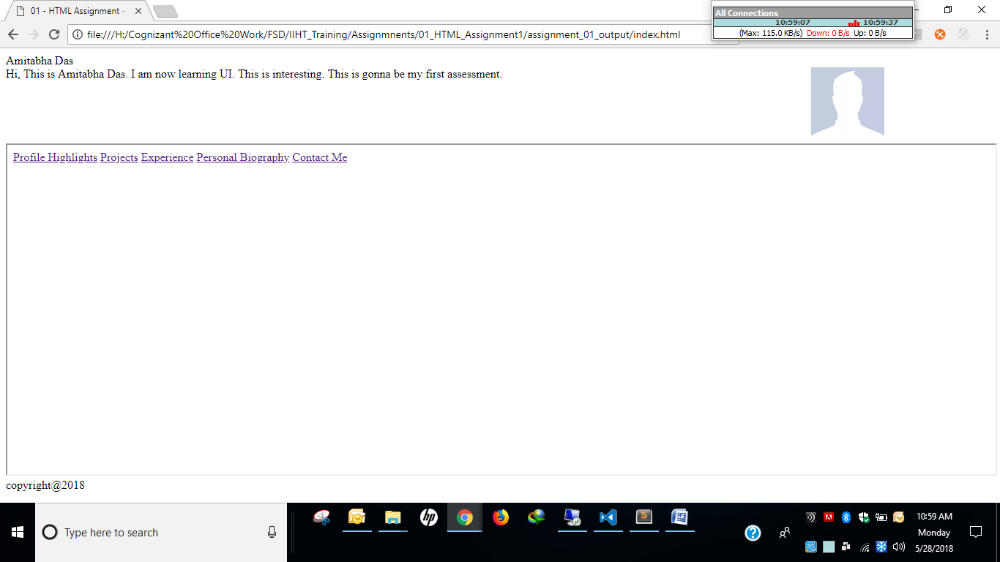 01 - HTML Assignment -
All Connections
10:59:07 10:59:37
(Max: 115.0 KB/s) Down: 0 B/s Up: 0 B/s
file:///H:/Cognizant%20Office%20Work/FSD/IIHT_Training/Assignmnents/01_HTML_Assignment1/assignment_01_output/index.html
Amitabha Das
Hi, This is Amitabha Das. I am now learning UI. This is interesting. This is gonna be my first assessment.
Profile Highlights Projects Experience Personal Biography Contact Me
copyright@2018
Type here to search
hp
S
W
?
10:59 AM
Monday
5/28/2018